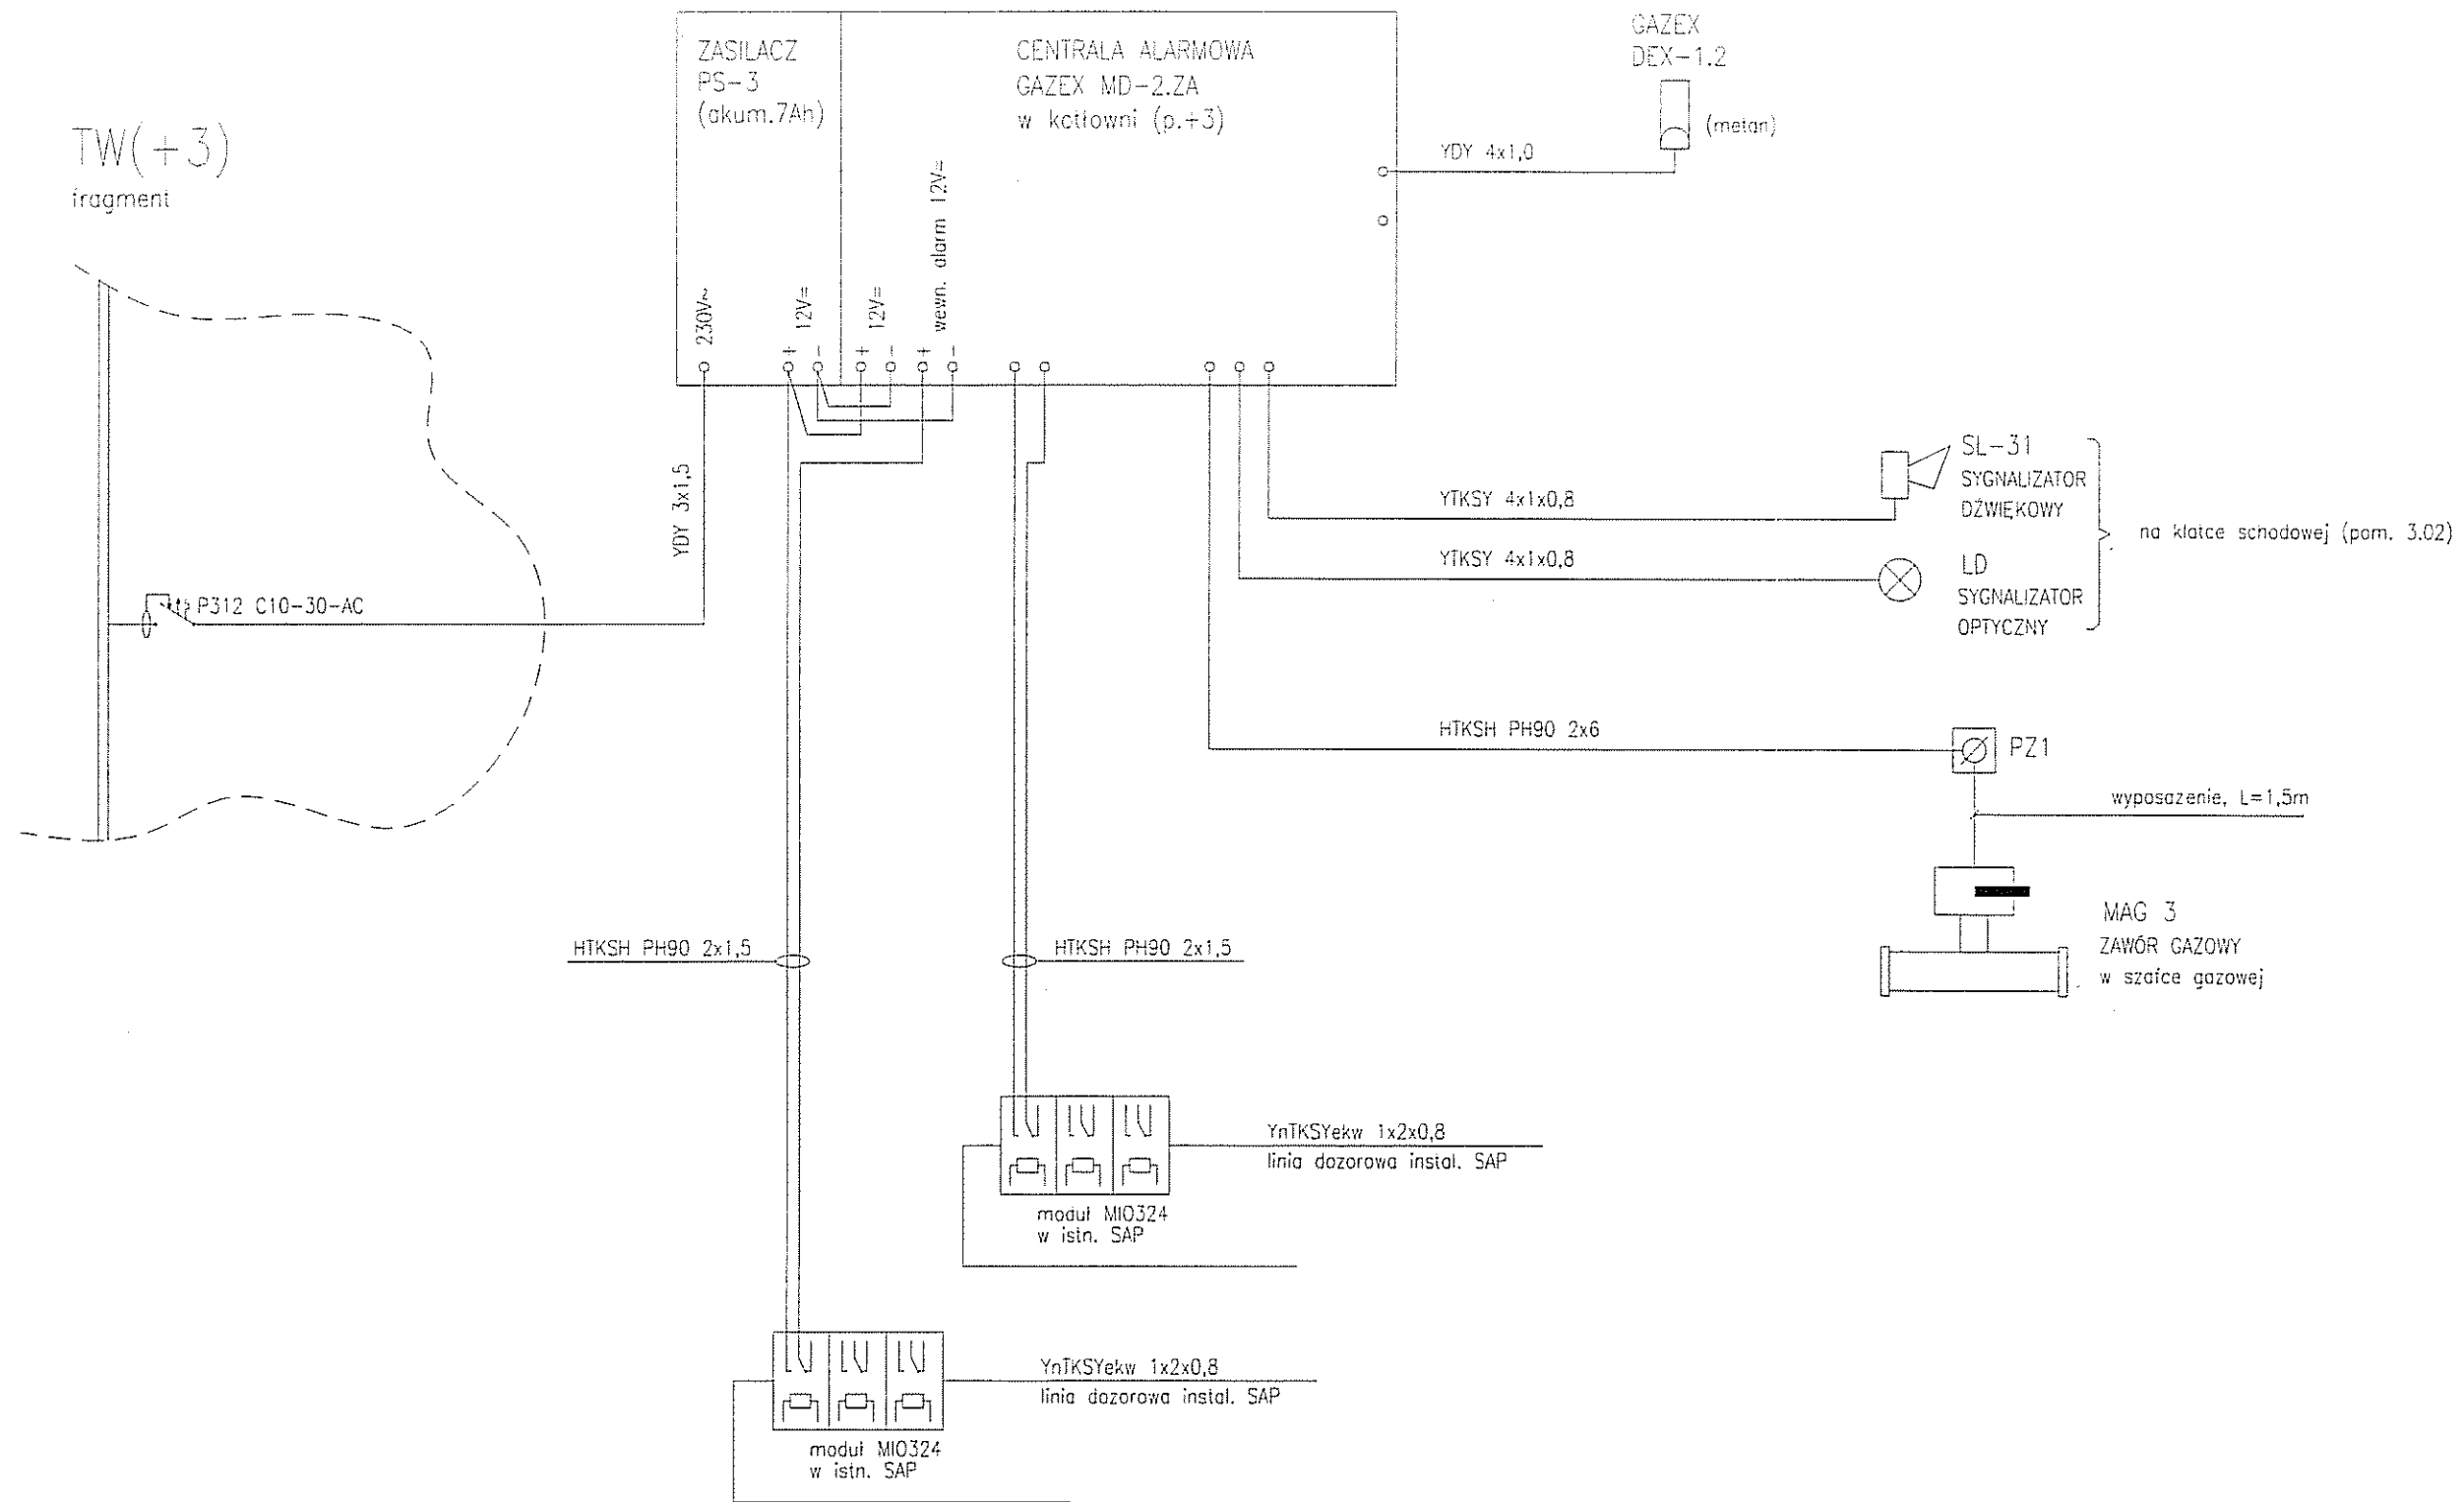 TW(+3)
fragment
ZASILACZ
PS-3
(akum.7Ah)
CENTRALA ALARMOWA
GAZEX MD-2.ZA
w kotłowni (p.+3)
GAZEX
DEX-1.2
(metan)
YDY 4x1,0
230V~
12V=
12V=
wewn. alarm 12V=
+
-
+
-
+
-
YDY 3x1,5
P312 C10-30-AC
YTKSY 4x1x0,8
SL-31
SYGNALIZATOR
DŹWIĘKOWY
YTKSY 4x1x0,8
LD
SYGNALIZATOR
OPTYCZNY
na klatce schodowej (pom. 3.02)
HTKSH PH90 2x6
PZ1
wyposazenie, L=1,5m
MAG 3
ZAWÓR GAZOWY
w szafce gazowej
HTKSH PH90 2x1,5
HTKSH PH90 2x1,5
YnTKSYekw 1x2x0,8
linia dozorowa instal. SAP
moduł MIO324
w istn. SAP
YnTKSYekw 1x2x0,8
linia dozorowa instal. SAP
moduł MIO324
w istn. SAP